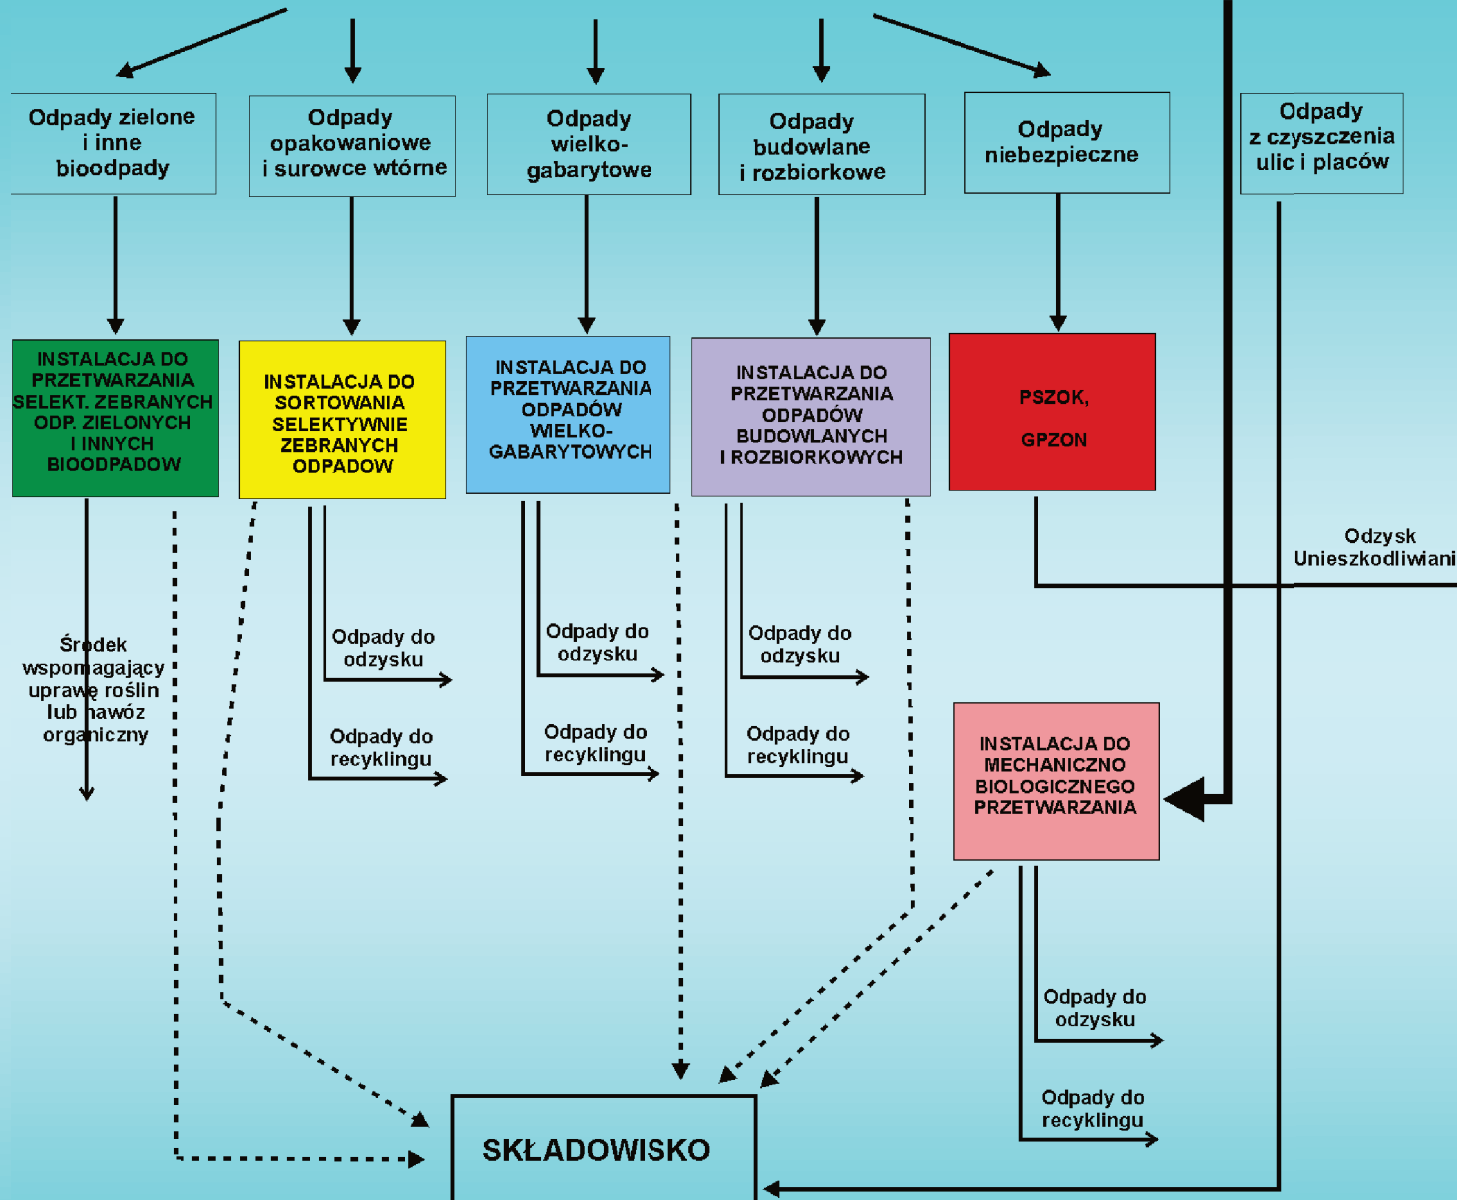 Odpady zielone
i inne
bioodpady
Odpady
opakowaniowe
i surowce wtórne
Odpady
wielko-
gabarytowe
Odpady
budowlane
i rozbiorkowe
Odpady
niebezpieczne
Odpady
z czyszczenia
ulic i placów
INSTALACJA DO
PRZETWARZANIA
SELEKT. ZEBRANYCH
ODP. ZIELONYCH
I INNYCH
BIOODPADOW
INSTALACJA DO
SORTOWANIA
SELEKTYWNIE
ZEBRANYCH
ODPADOW
INSTALACJA DO
PRZETWARZANIA
ODPADÓW
WIELKO-
GABARYTOWYCH
INSTALACJA DO
PRZETWARZANIA
ODPADÓW
BUDOWLANYCH
I ROZBIORKOWYCH
PSZOK,
GPZON
Odzysk
Unieszkodliwiani
Środek
wspomagający
uprawę roślin
lub nawóz
organiczny
Odpady do
odzysku
Odpady do
recyklingu
Odpady do
odzysku
Odpady do
recyklingu
Odpady do
odzysku
Odpady do
recyklingu
INSTALACJA DO
MECHANICZNO
BIOLOGICZNEGO
PRZETWARZANIA
Odpady do
odzysku
Odpady do
recyklingu
SKŁADOWISKO